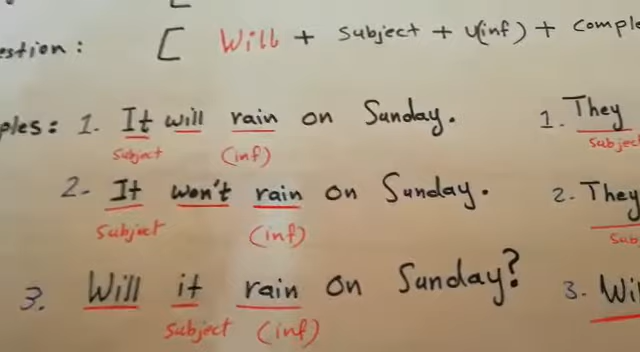 estion: [ Will + subject + v(inf) + comple
ples: 1. It will rain on Sunday. 1. They
subject (inf) subjec
2- It won't rain on Sunday. 2. They
subject (inf) sub
3. Will it rain on Sunday? 3. Wil
subject (inf)